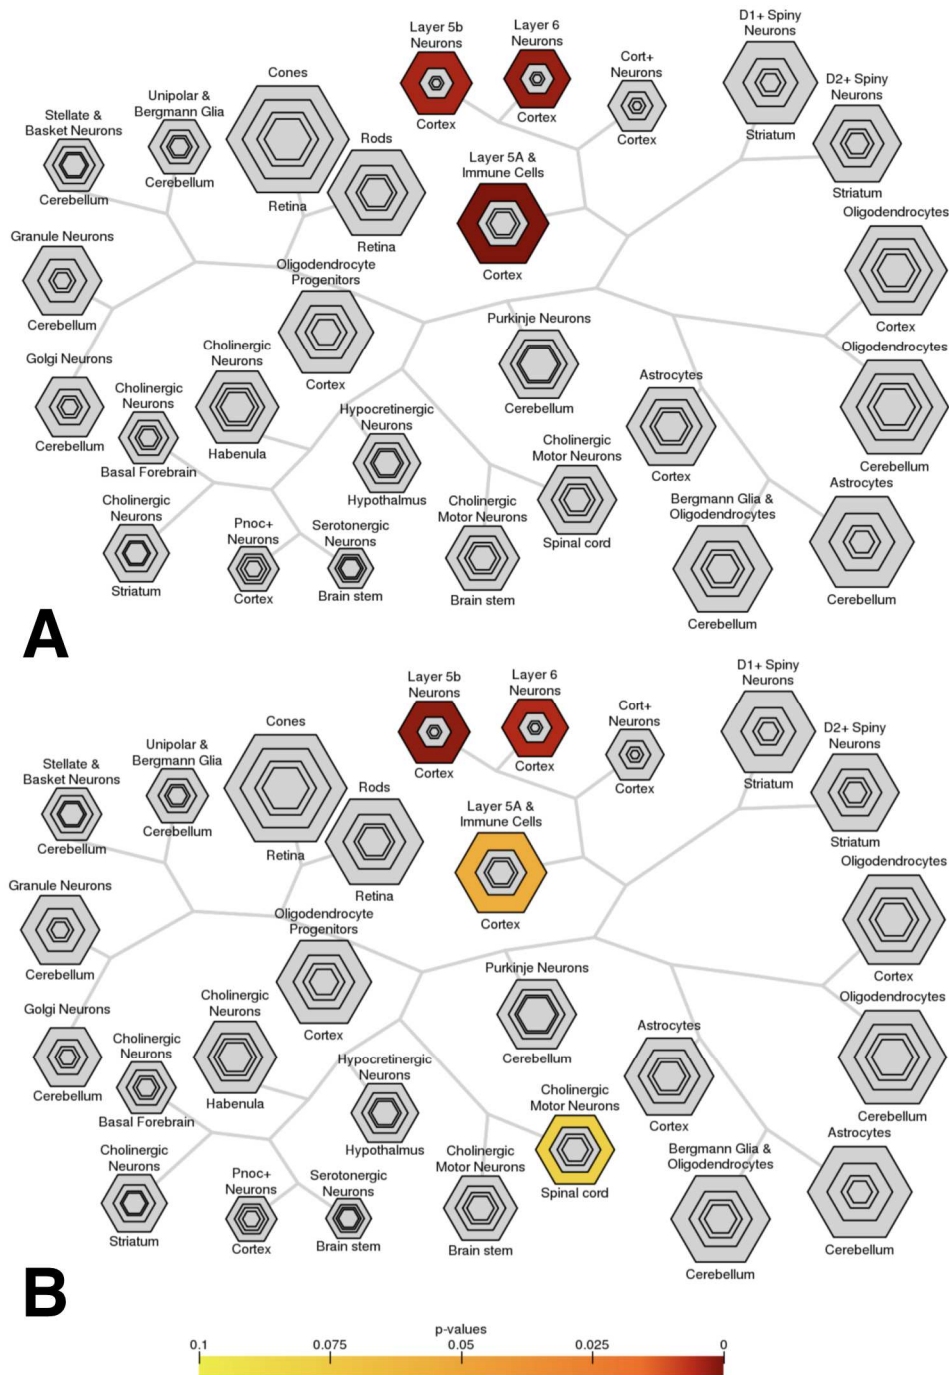 D1+ Spiny
Neurons
Layer 5b
Neurons
Layer 6
Neurons
Cort+
Neurons
Cones
D2+ Spiny
Neurons
Unipolar &
Bergmann Glia
Stellate &
Basket Neurons
Cortex
Cortex
Cortex
Striatum
Rods
Layer 5A &
Immune Cells
Cerebellum
Cerebellum
Retina
Striatum
Oligodendrocytes
Granule Neurons
Retina
Oligodendrocyte
Progenitors
Cortex
Cerebellum
Purkinje Neurons
Cortex
Cholinergic
Neurons
Oligodendrocytes
Golgi Neurons
Cortex
Astrocytes
Cholinergic
Neurons
Hypocretinergic
Neurons
Cerebellum
Cerebellum
Habenula
Cholinergic
Motor Neurons
Cerebellum
Basal Forebrain
Cortex
Astrocytes
Cholinergic
Neurons
Hypothalmus
Cholinergic
Motor Neurons
Bergmann Glia &
Oligodendrocytes
Pnoc+
Neurons
Serotonergic
Neurons
Spinal cord
Striatum
Cortex
Brain stem
Brain stem
Cerebellum
Cerebellum
A
D1+ Spiny
Neurons
Layer 5b
Neurons
Layer 6
Neurons
Cort+
Neurons
Cones
D2+ Spiny
Neurons
Unipolar &
Bergmann Glia
Stellate &
Basket Neurons
Cortex
Cortex
Cortex
Striatum
Rods
Layer 5A &
Immune Cells
Cerebellum
Cerebellum
Retina
Striatum
Oligodendrocytes
Granule Neurons
Retina
Oligodendrocyte
Progenitors
Cortex
Cerebellum
Purkinje Neurons
Cortex
Cholinergic
Neurons
Oligodendrocytes
Golgi Neurons
Cortex
Astrocytes
Cholinergic
Neurons
Hypocretinergic
Neurons
Cerebellum
Cerebellum
Habenula
Cholinergic
Motor Neurons
Cerebellum
Basal Forebrain
Cortex
Astrocytes
Cholinergic
Neurons
Hypothalmus
Cholinergic
Motor Neurons
Bergmann Glia &
Oligodendrocytes
Pnoc+
Neurons
Serotonergic
Neurons
Spinal cord
Striatum
Cortex
Brain stem
Brain stem
Cerebellum
Cerebellum
B
p-values
0.1 0.075 0.05 0.025 0